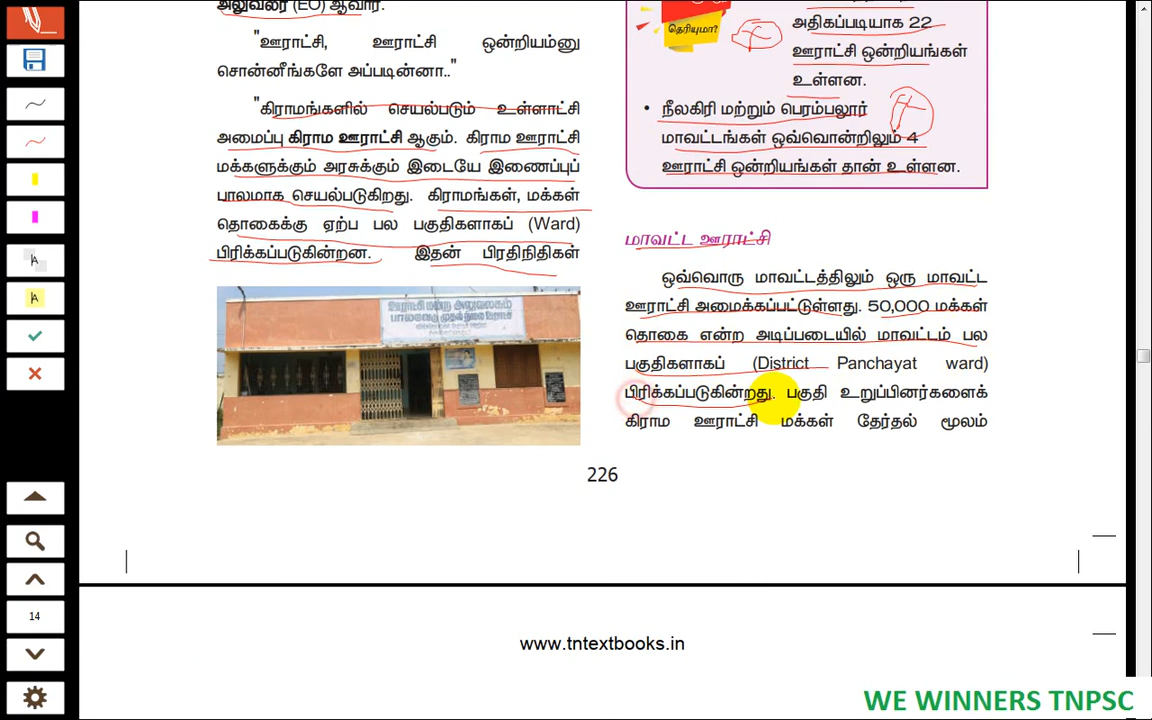 அலுவலர் (EO) ஆவார்.
"ஊராட்சி, ஊராட்சி ஒன்றியம்னு
சொன்னீங்களே அப்படின்னா.."
"கிராமங்களில் செயல்படும் உள்ளாட்சி
அமைப்பு கிராம ஊராட்சி ஆகும். கிராம ஊராட்சி
மக்களுக்கும் அரசுக்கும் இடையே இணைப்புப்
பாலமாக செயல்படுகிறது. கிராமங்கள், மக்கள்
தொகைக்கு ஏற்ப பல பகுதிகளாகப் (Ward)
பிரிக்கப்படுகின்றன. இதன் பிரதிநிதிகள்
ஊராட்சி மன்ற அலுவலகம்
தெரியுமா?
அதிகப்படியாக 22
ஊராட்சி ஒன்றியங்கள்
உள்ளன.
• நீலகிரி மற்றும் பெரம்பலூர்
மாவட்டங்கள் ஒவ்வொன்றிலும் 4
ஊராட்சி ஒன்றியங்கள் தான் உள்ளன.
மாவட்ட ஊராட்சி
ஒவ்வொரு மாவட்டத்திலும் ஒரு மாவட்ட
ஊராட்சி அமைக்கப்பட்டுள்ளது. 50,000 மக்கள்
தொகை என்ற அடிப்படையில் மாவட்டம் பல
பகுதிகளாகப் (District Panchayat ward)
பிரிக்கப்படுகின்றது. பகுதி உறுப்பினர்களைக்
கிராம ஊராட்சி மக்கள் தேர்தல் மூலம்
226
www.tntextbooks.in
14
WE WINNERS TNPSC